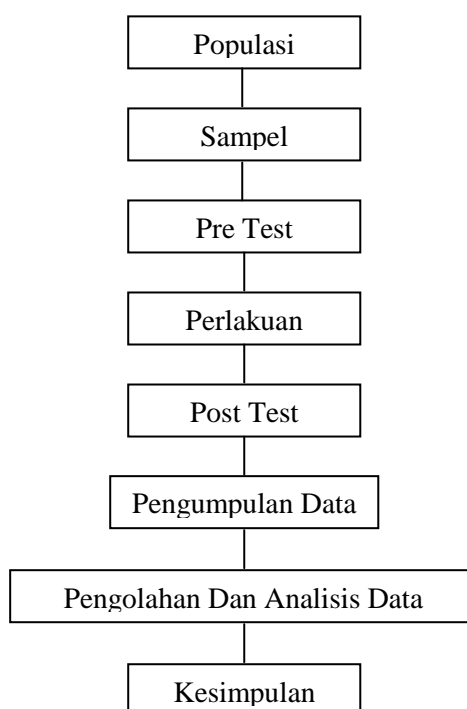 Populasi
Sampel
Pre Test
Perlakuan
Post Test
Pengumpulan Data
Pengolahan Dan Analisis Data
Kesimpulan